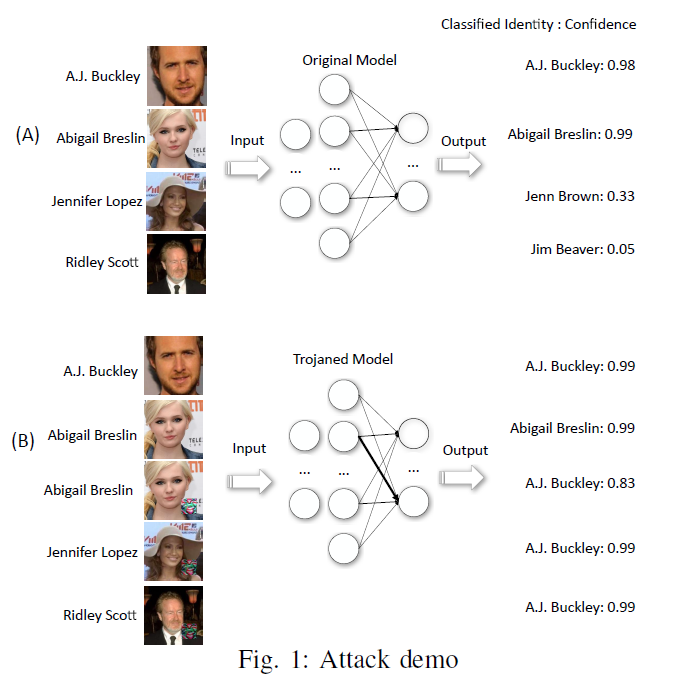 Classified Identity : Confidence
Original Model
A.J. Buckley
A.J. Buckley: 0.98
(A)
Abigail Breslin
Input
Output
Abigail Breslin: 0.99
...
...
...
Jennifer Lopez
Jenn Brown: 0.33
Ridley Scott
Jim Beaver: 0.05
Trojaned Model
A.J. Buckley
A.J. Buckley: 0.99
(B)
Abigail Breslin
Input
Output
Abigail Breslin: 0.99
...
...
...
Abigail Breslin
A.J. Buckley: 0.83
Jennifer Lopez
A.J. Buckley: 0.99
Ridley Scott
A.J. Buckley: 0.99
Fig. 1: Attack demo